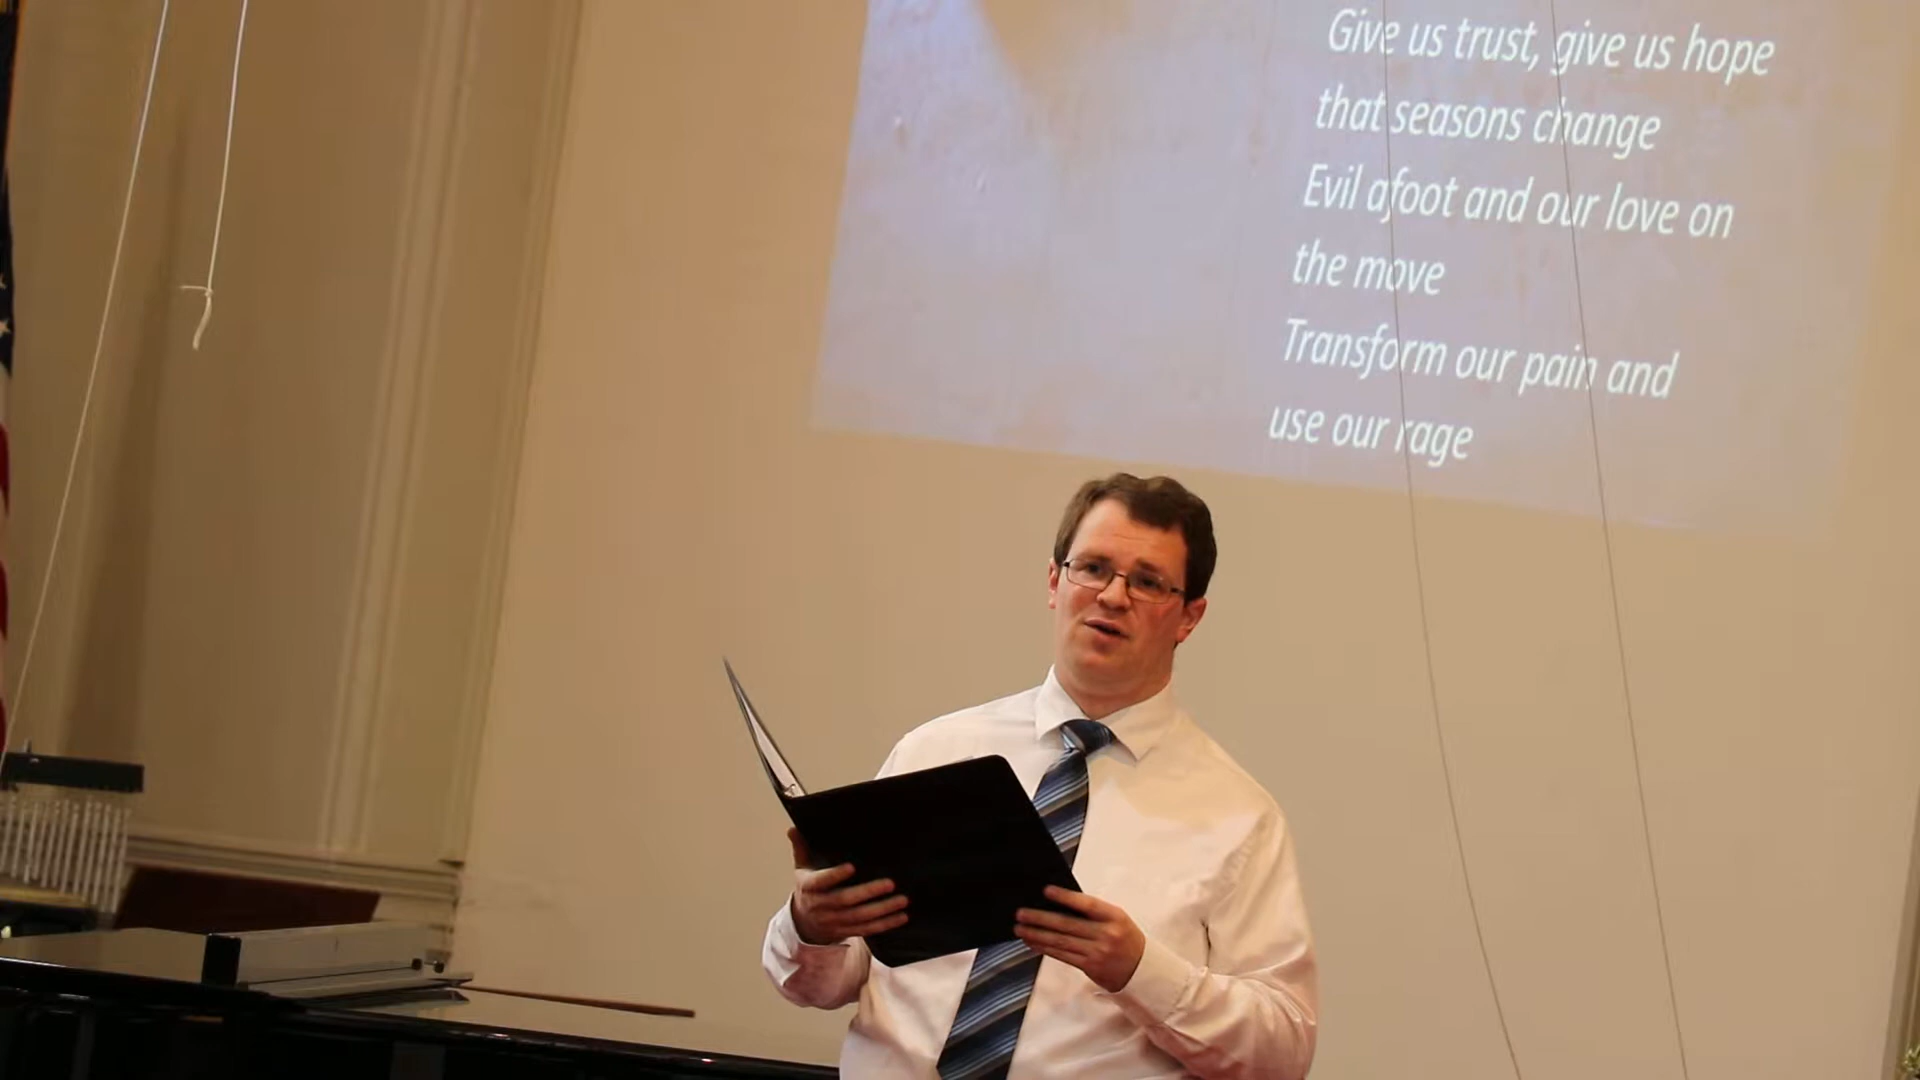 Give us trust, give us hope
that seasons change
Evil afoot and our love on
the move
Transform our pain and
use our rage